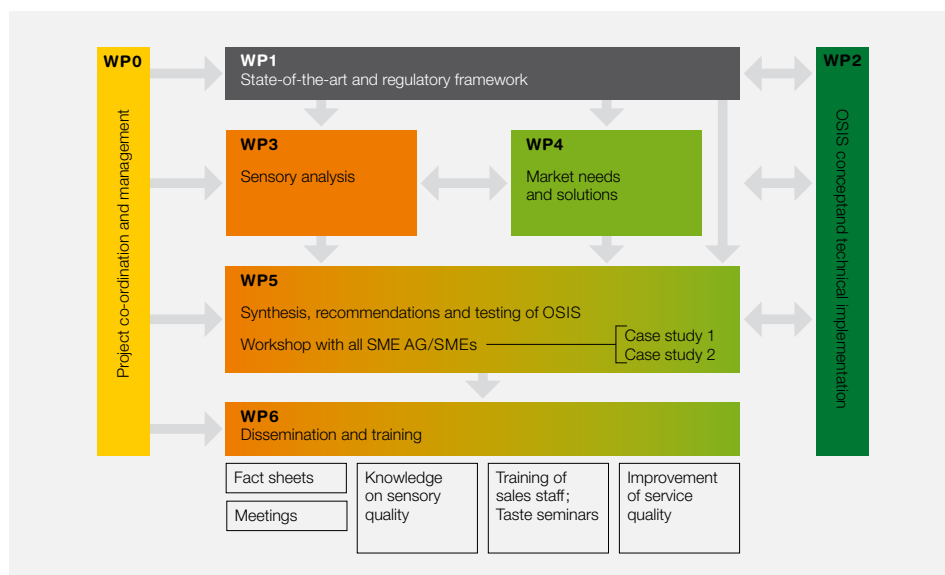 WP0
Project co-ordination and management
WP1
State-of-the-art and regulatory framework
WP2
OSIS conceptand technical implementation
WP3
Sensory analysis
WP4
Market needs
and solutions
WP5
Synthesis, recommendations and testing of OSIS
Workshop with all SME AG/SMEs
Case study 1
Case study 2
WP6
Dissemination and training
Fact sheets
Meetings
Knowledge
on sensory
quality
Training of
sales staff;
Taste seminars
Improvement
of service
quality